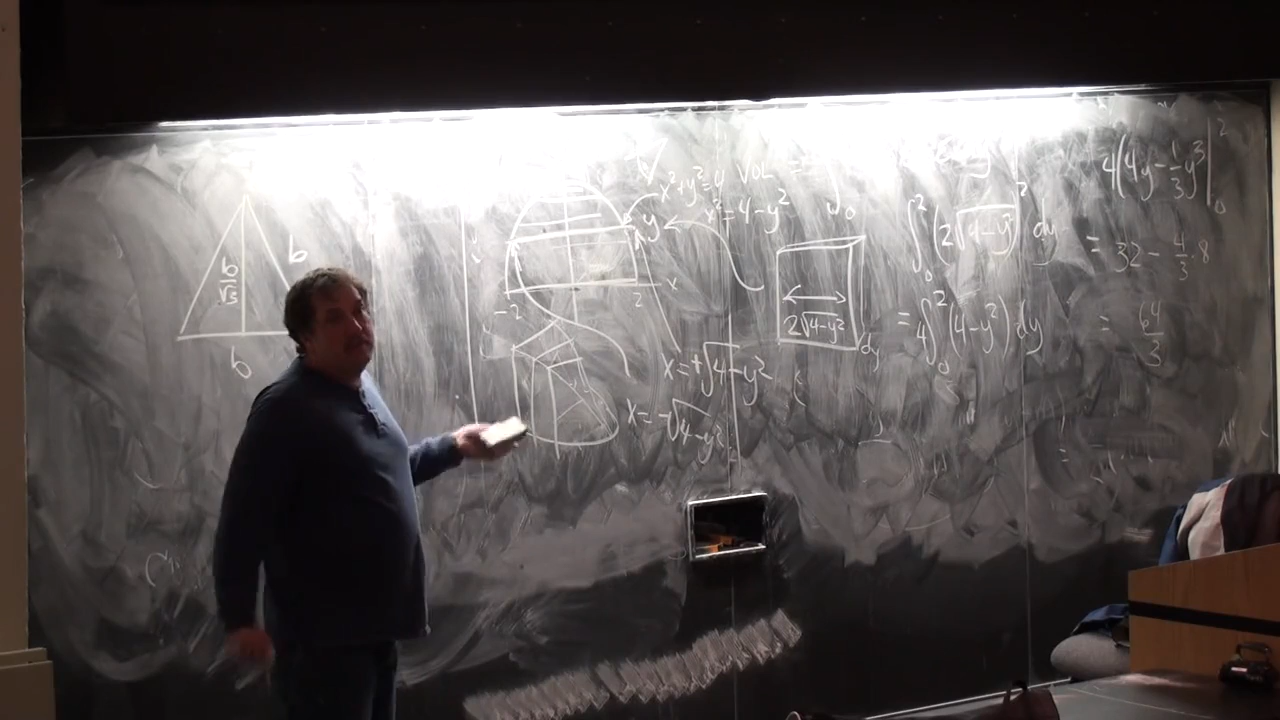 b
b/√3
b
x²+y²=4
x²=4-y²
y
-2
2
x
x=+√4-y²
x=-√4-y²
VOL =
2√4-y²
dy
∫₀² (2√4-y²)² dy
= 4∫₀² (4-y²) dy
= 4(4y-1/3y³|₀²
= 32 - 4/3·8
= 64/3